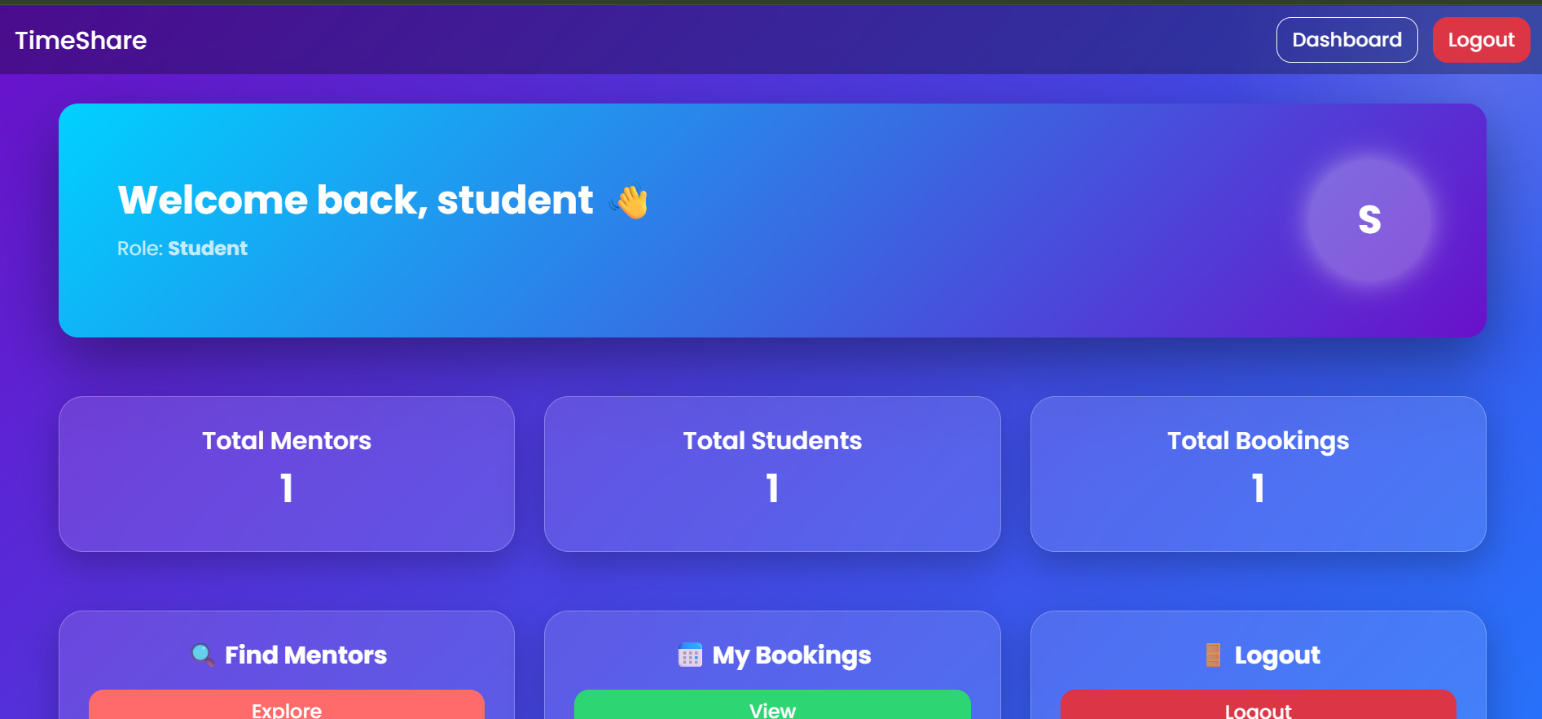 TimeShare
Dashboard
Logout
Welcome back, student 👋
Role: Student
S
Total Mentors
1
Total Students
1
Total Bookings
1
🔍 Find Mentors
Explore
📅 My Bookings
View
🚪 Logout
Logout